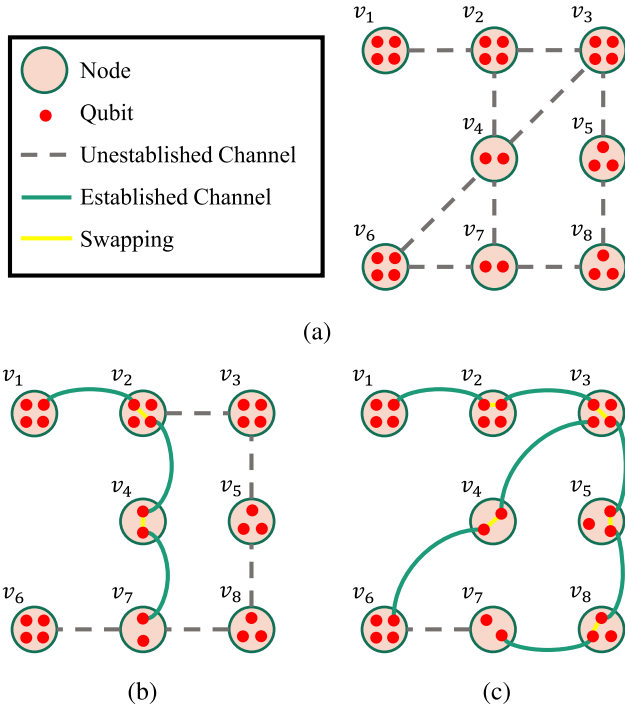 Node
Qubit
Unestablished Channel
Established Channel
Swapping
v₁ v₂ v₃
v₄ v₅
v₆ v₇ v₈
(a)
v₁ v₂ v₃
v₄ v₅
v₆ v₇ v₈
(b)
v₁ v₂ v₃
v₄ v₅
v₆ v₇ v₈
(c)